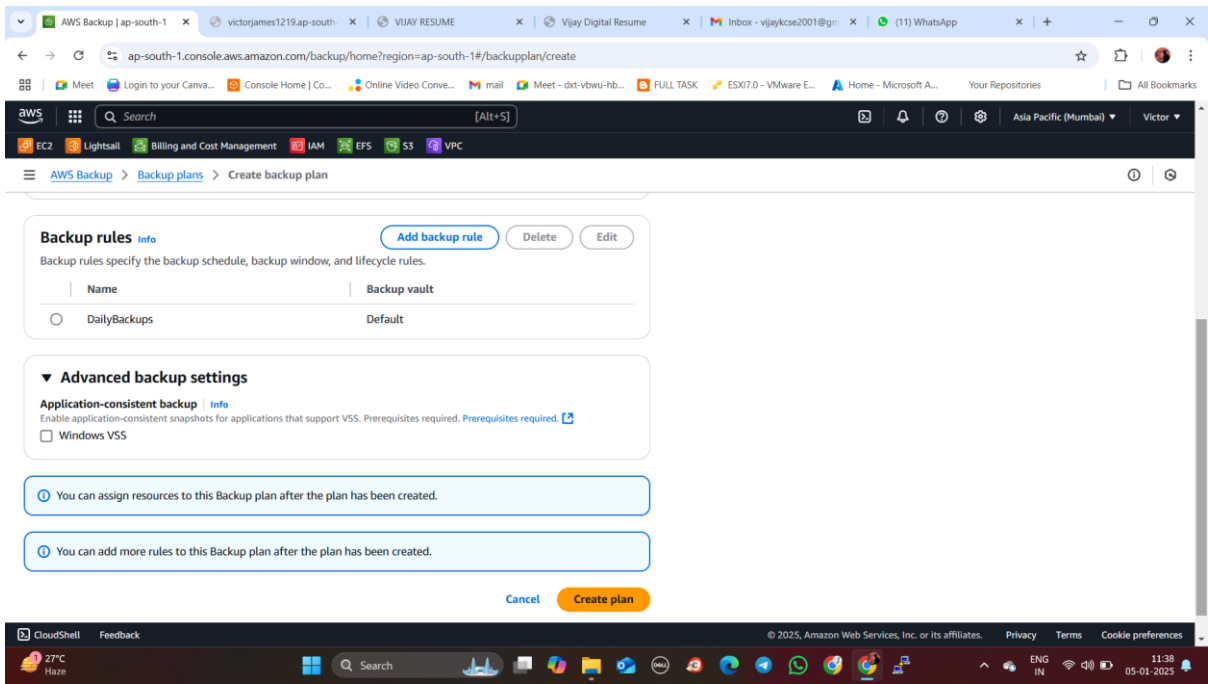 AWS Backup | ap-south-1
victorjames1219.ap-south-
VIJAY RESUME
Vijay Digital Resume
Inbox - vijaykcse2001@gm
(11) WhatsApp
ap-south-1.console.aws.amazon.com/backup/home?region=ap-south-1#/backupplan/create
Meet
Login to your Canva...
Console Home | Co...
Online Video Conve...
mail
Meet - dxt-vbwu-hb...
FULL TASK
ESXI7.0 - VMware E...
Home - Microsoft A...
Your Repositories
All Bookmarks
aws
Search
[Alt+S]
Asia Pacific (Mumbai)
Victor
EC2
Lightsail
Billing and Cost Management
IAM
EFS
S3
VPC
AWS Backup > Backup plans > Create backup plan
Backup rules Info
Add backup rule
Delete
Edit
Backup rules specify the backup schedule, backup window, and lifecycle rules.
Name Backup vault
DailyBackups Default
Advanced backup settings
Application-consistent backup | Info
Enable application-consistent snapshots for applications that support VSS. Prerequisites required. Prerequisites required.
Windows VSS
You can assign resources to this Backup plan after the plan has been created.
You can add more rules to this Backup plan after the plan has been created.
Cancel
Create plan
CloudShell
Feedback
© 2025, Amazon Web Services, Inc. or its affiliates.
Privacy
Terms
Cookie preferences
1
27°C
Haze
Search
DELL
ENG
IN
11:38
05-01-2025